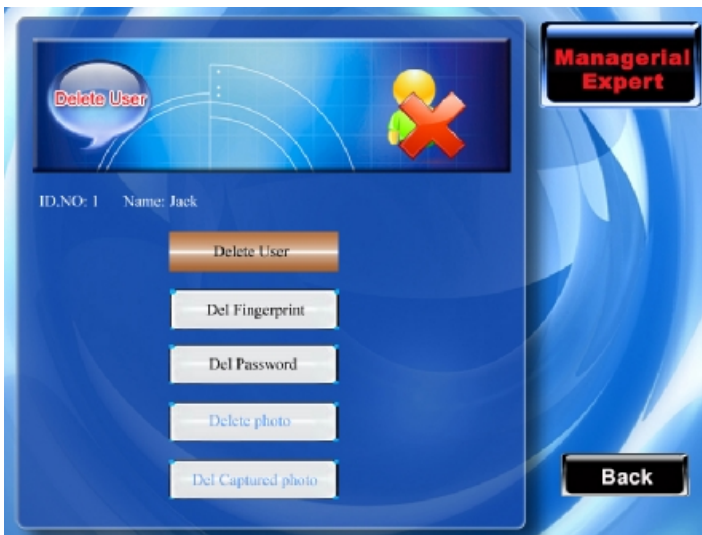 Delete User
Managerial
Expert
ID.NO: 1 Name: Jack
Delete User
Del Fingerprint
Del Password
Delete photo
Del Captured photo
Back